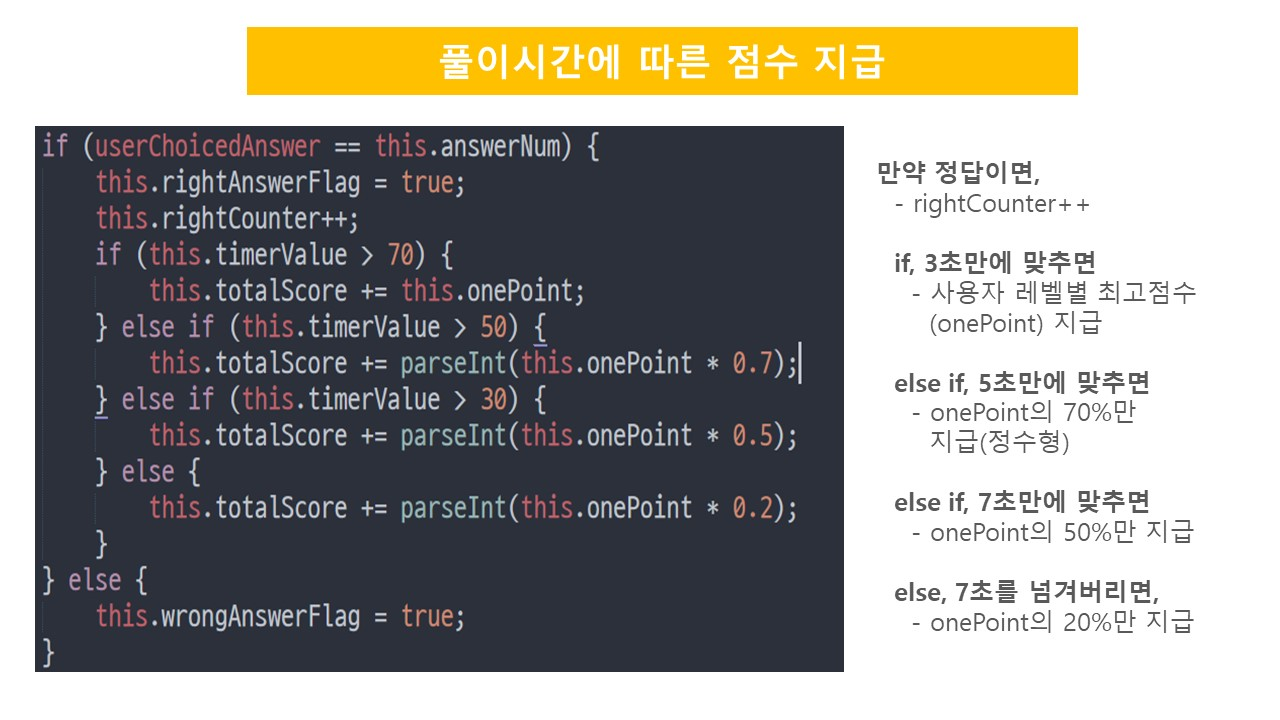 풀이시간에 따른 점수 지급
if (userChoicedAnswer == this.answerNum) {
    this.rightAnswerFlag = true;
    this.rightCounter++;
    if (this.timerValue > 70) {
        this.totalScore += this.onePoint;
    } else if (this.timerValue > 50) {
        this.totalScore += parseInt(this.onePoint * 0.7);
    } else if (this.timerValue > 30) {
        this.totalScore += parseInt(this.onePoint * 0.5);
    } else {
        this.totalScore += parseInt(this.onePoint * 0.2);
    }
} else {
    this.wrongAnswerFlag = true;
}
만약 정답이면,
- rightCounter++
if, 3초만에 맞추면
- 사용자 레벨별 최고점수
(onePoint) 지급
else if, 5초만에 맞추면
- onePoint의 70%만
지급(정수형)
else if, 7초만에 맞추면
- onePoint의 50%만 지급
else, 7초를 넘겨버리면,
- onePoint의 20%만 지급